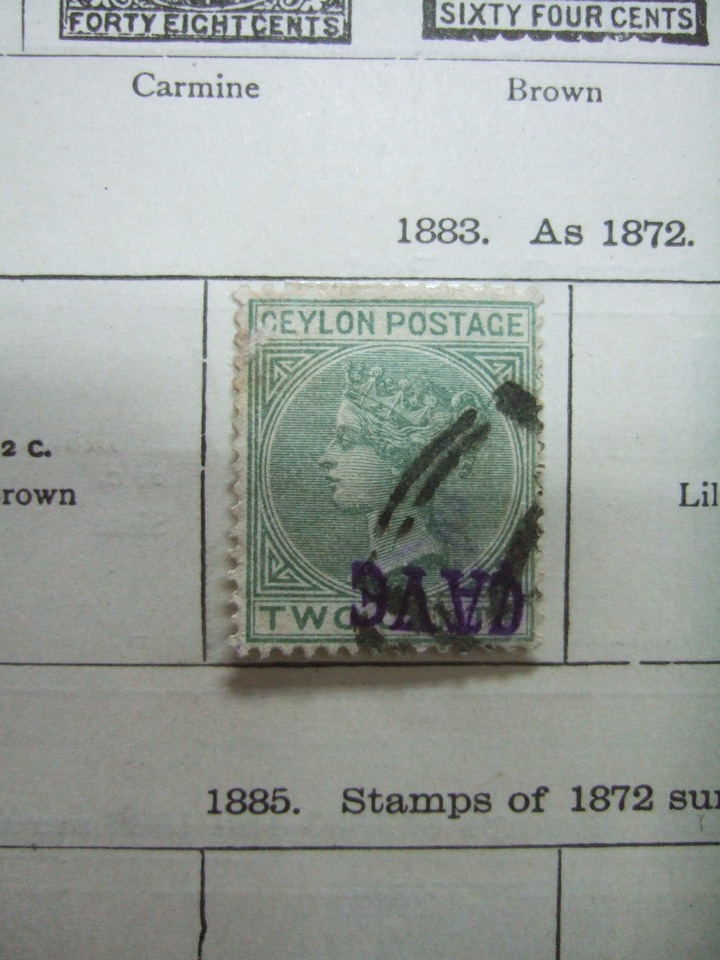 FORTY EIGHT CENTS
SIXTY FOUR CENTS
Carmine
Brown
1883. As 1872.
CEYLON POSTAGE
2 C.
rown
Lil
TWO
1885. Stamps of 1872 sur